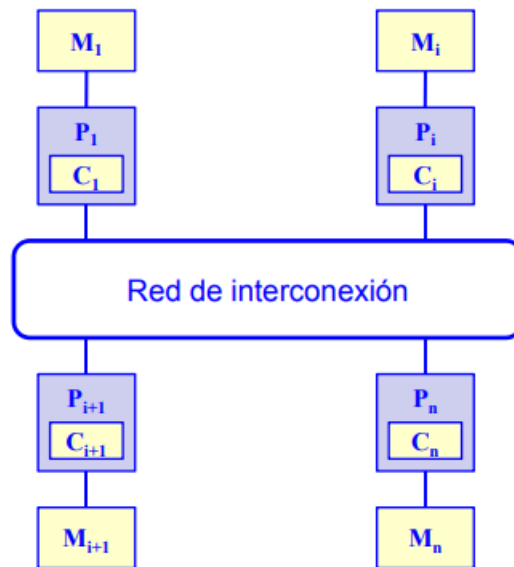 M1 Mi
P1 Pi
C1 Ci
Red de interconexión
Pi+1 Pn
Ci+1 Cn
Mi+1 Mn